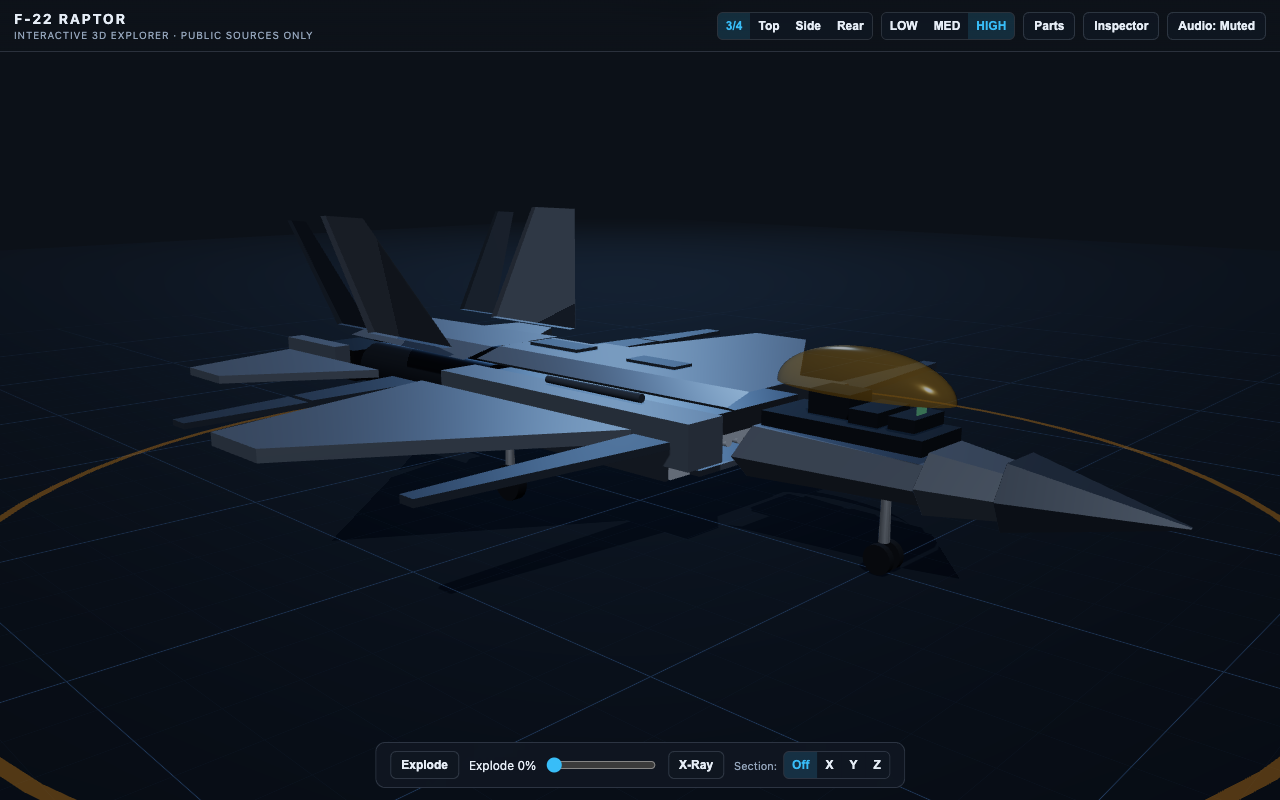 F-22 RAPTOR
INTERACTIVE 3D EXPLORER · PUBLIC SOURCES ONLY
3/4 Top Side Rear LOW MED HIGH Parts Inspector Audio: Muted
Explode Explode 0% X-Ray Section: Off X Y Z